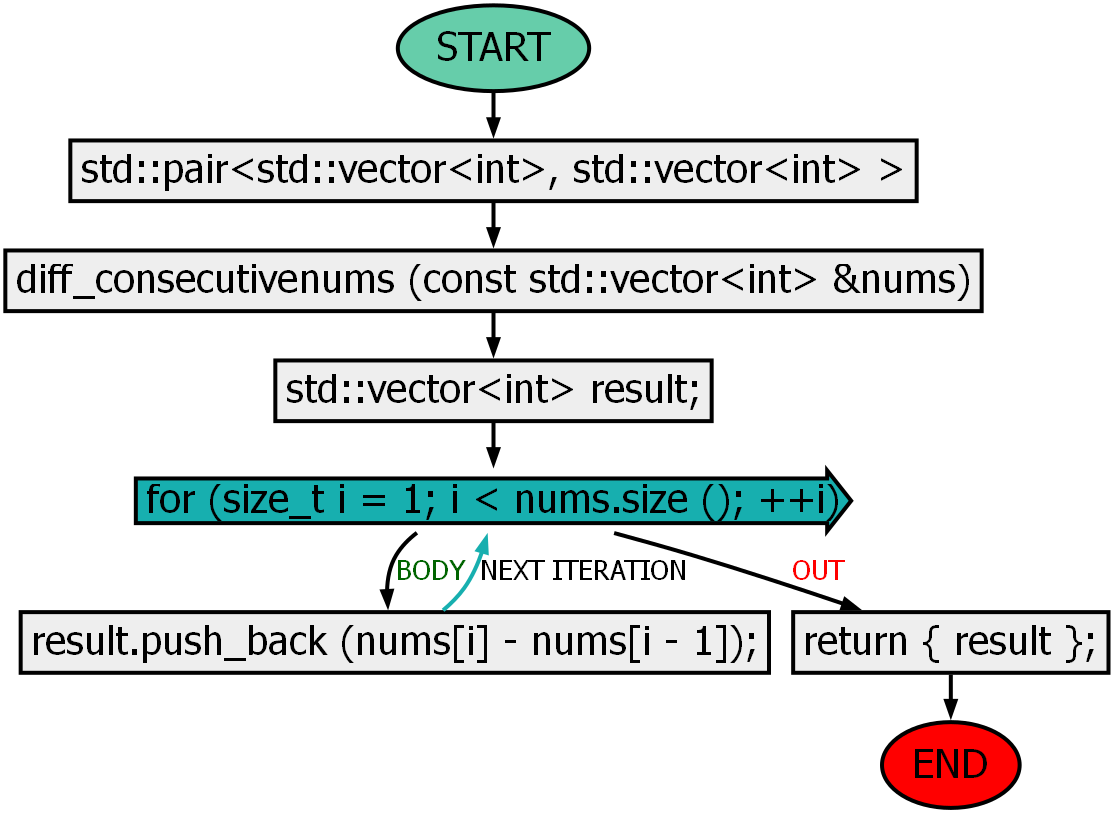 START
std::pair<std::vector<int>, std::vector<int> >
diff_consecutivenums (const std::vector<int> &nums)
std::vector<int> result;
for (size_t i = 1; i < nums.size (); ++i)
BODY
NEXT ITERATION
OUT
result.push_back (nums[i] - nums[i - 1]);
return { result };
END